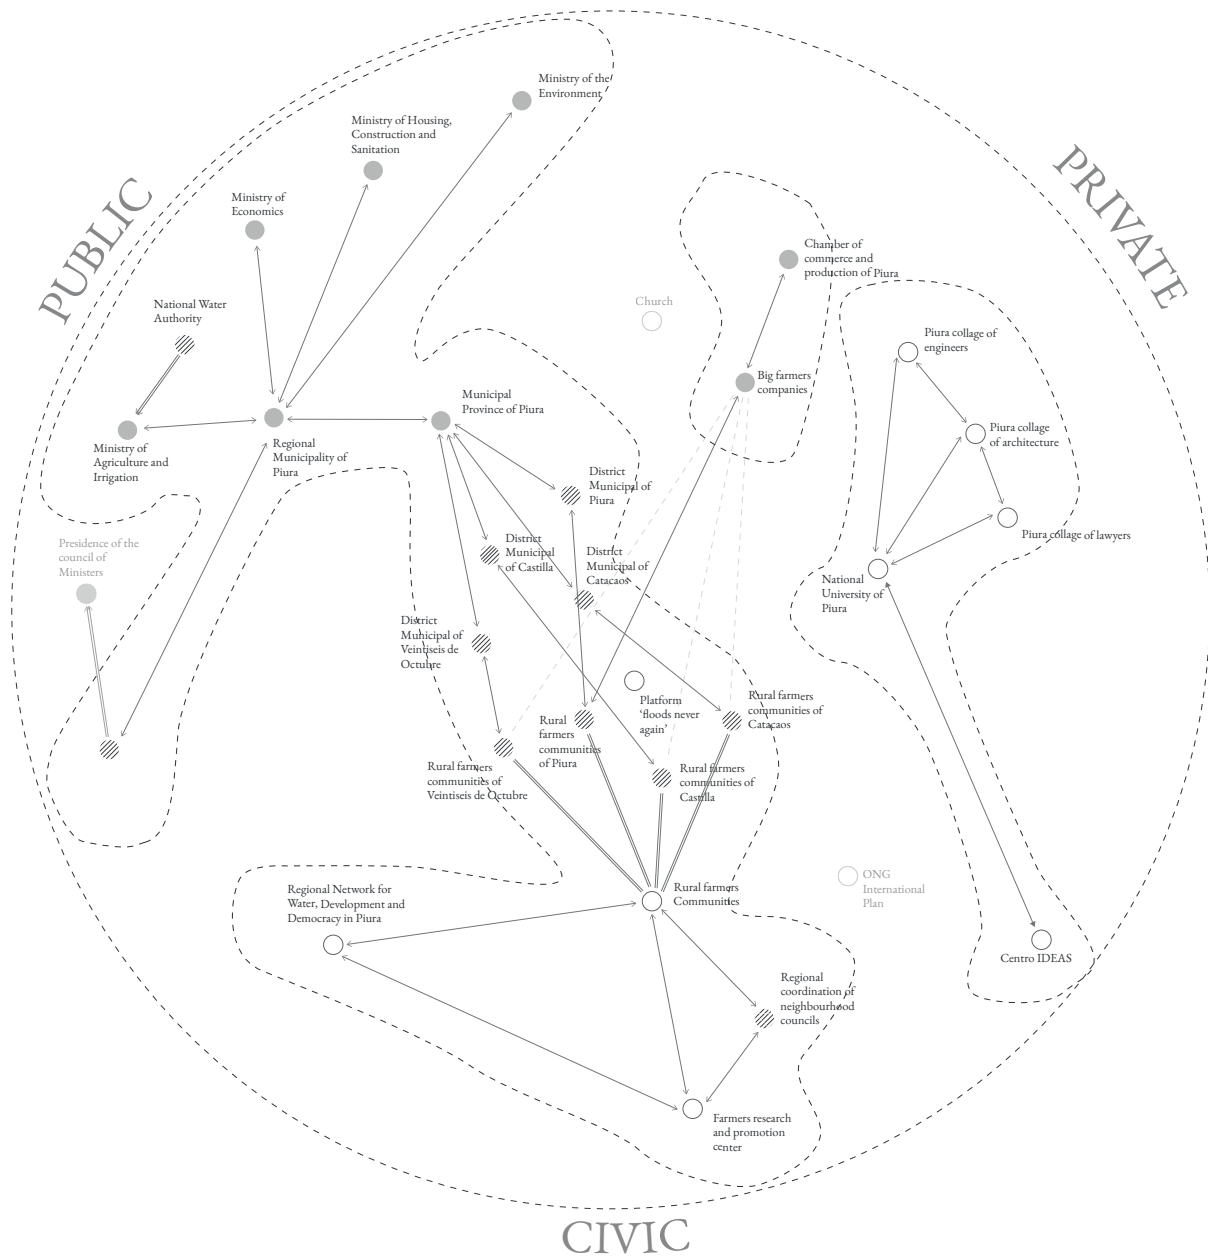 PUBLIC
PRIVATE
CIVIC
Ministry of the
Environment
Ministry of Housing,
Construction and
Sanitation
Ministry of
Economics
National Water
Authority
Ministry of
Agriculture and
Irrigation
Regional
Municipality of
Piura
Municipal
Province of Piura
Presidence of the
council of
Ministers
Church
Chamber of
commerce and
production of Piura
Big farmers
companies
Piura collage of
engineers
Piura collage
of architecture
Piura collage of lawyers
National
University of
Piura
District
Municipal of
Piura
District
Municipal
of Castilla
District
Municipal of
Catacaos
District
Municipal of
Veintiseis de
Octubre
Platform
‘floods never
again’
Rural farmers
communities of
Catacaos
Rural
farmers
communities
of Piura
Rural farmers
communities of
Veintiseis de Octubre
Rural farmers
communities of
Castilla
Rural farmers
Communities
ONG
International
Plan
Regional Network for
Water, Development and
Democracy in Piura
Centro IDEAS
Regional
coordination of
neighbourhood
councils
Farmers research
and promotion
center